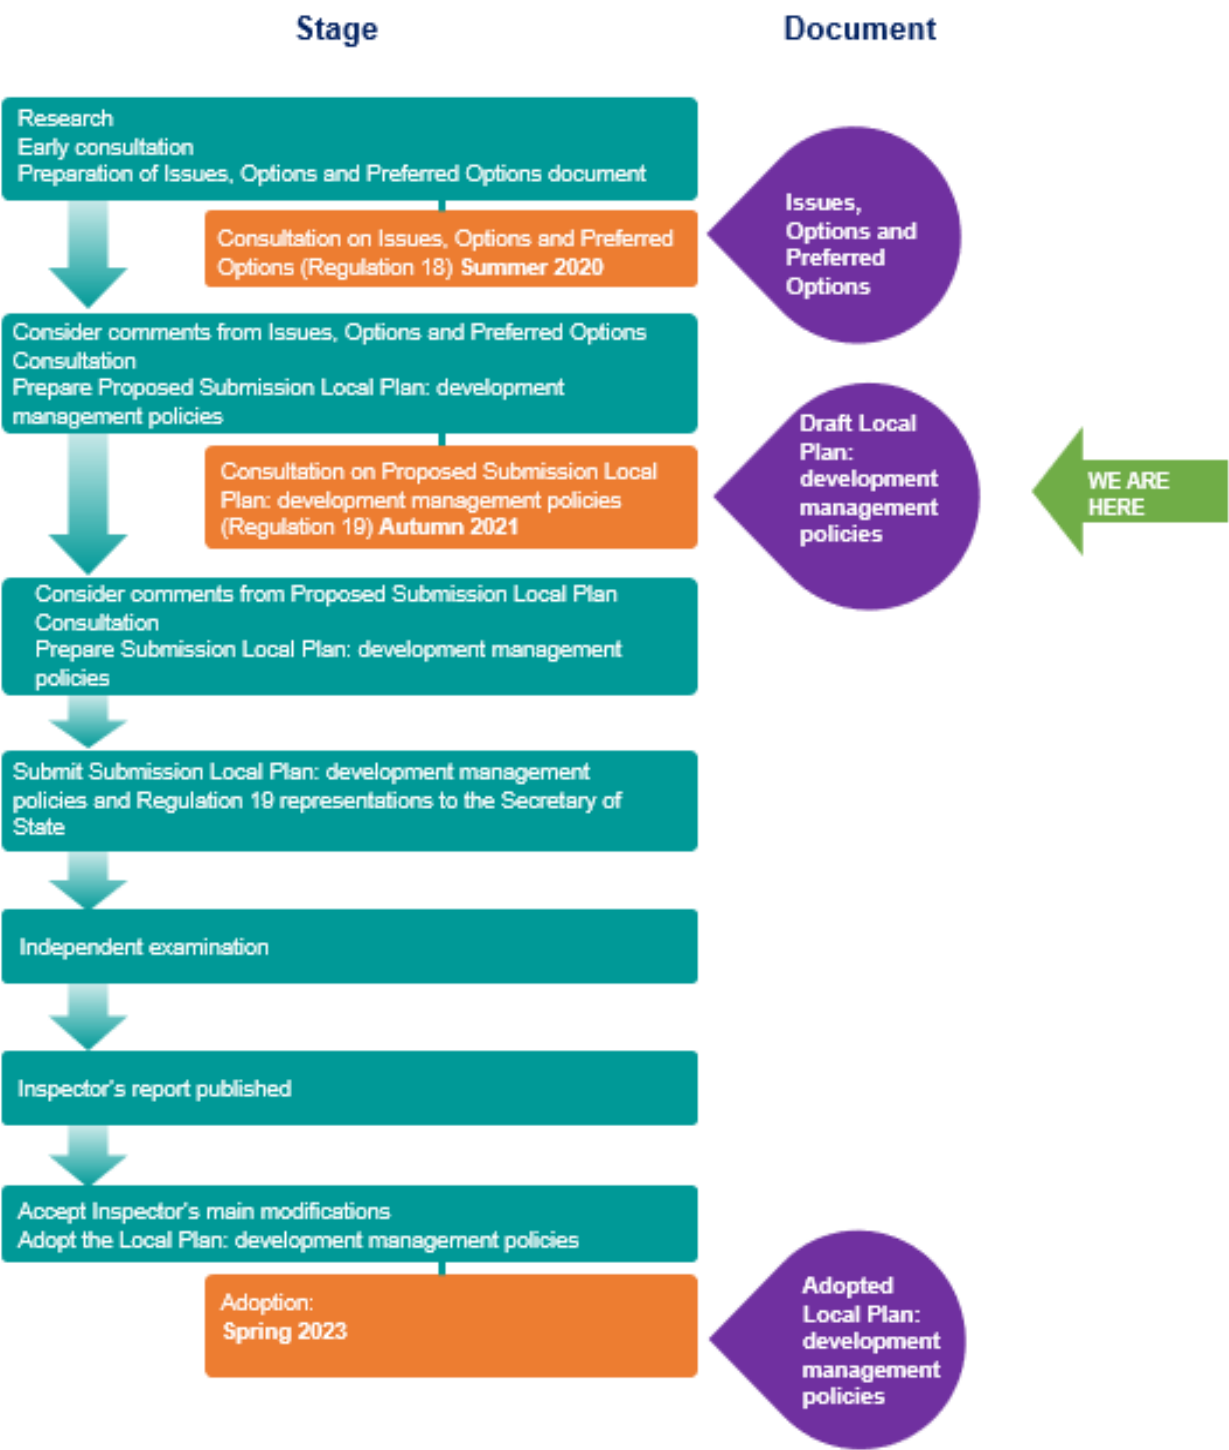 Stage
Document
Research
Early consultation
Preparation of Issues, Options and Preferred Options document
Consultation on Issues, Options and Preferred
Options (Regulation 18) Summer 2020
Issues,
Options and
Preferred
Options
Consider comments from Issues, Options and Preferred Options
Consultation
Prepare Proposed Submission Local Plan: development
management policies
Consultation on Proposed Submission Local
Plan: development management policies
(Regulation 19) Autumn 2021
Draft Local
Plan:
development
management
policies
WE ARE
HERE
Consider comments from Proposed Submission Local Plan
Consultation
Prepare Submission Local Plan: development management
policies
Submit Submission Local Plan: development management
policies and Regulation 19 representations to the Secretary of
State
Independent examination
Inspector's report published
Accept Inspector's main modifications
Adopt the Local Plan: development management policies
Adoption:
Spring 2023
Adopted
Local Plan:
development
management
policies